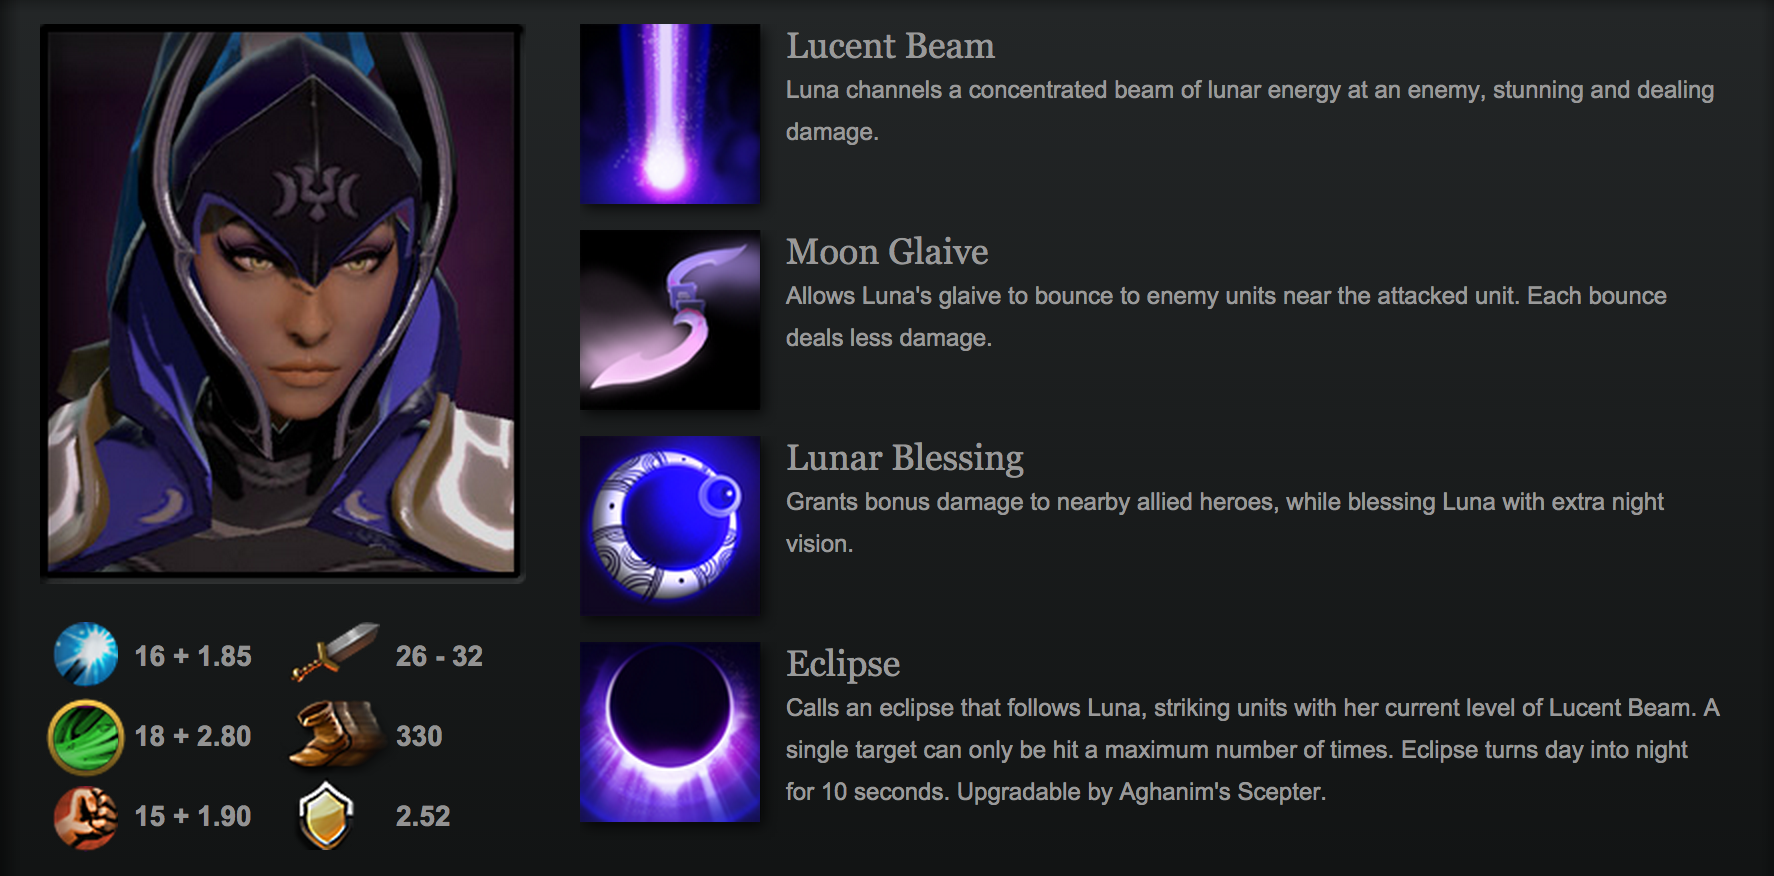 Lucent Beam
Luna channels a concentrated beam of lunar energy at an enemy, stunning and dealing
damage.
Moon Glaive
Allows Luna's glaive to bounce to enemy units near the attacked unit. Each bounce
deals less damage.
Lunar Blessing
Grants bonus damage to nearby allied heroes, while blessing Luna with extra night
vision.
Eclipse
Calls an eclipse that follows Luna, striking units with her current level of Lucent Beam. A
single target can only be hit a maximum number of times. Eclipse turns day into night
for 10 seconds. Upgradable by Aghanim's Scepter.
16 + 1.85 26 - 32
18 + 2.80 330
15 + 1.90 2.52